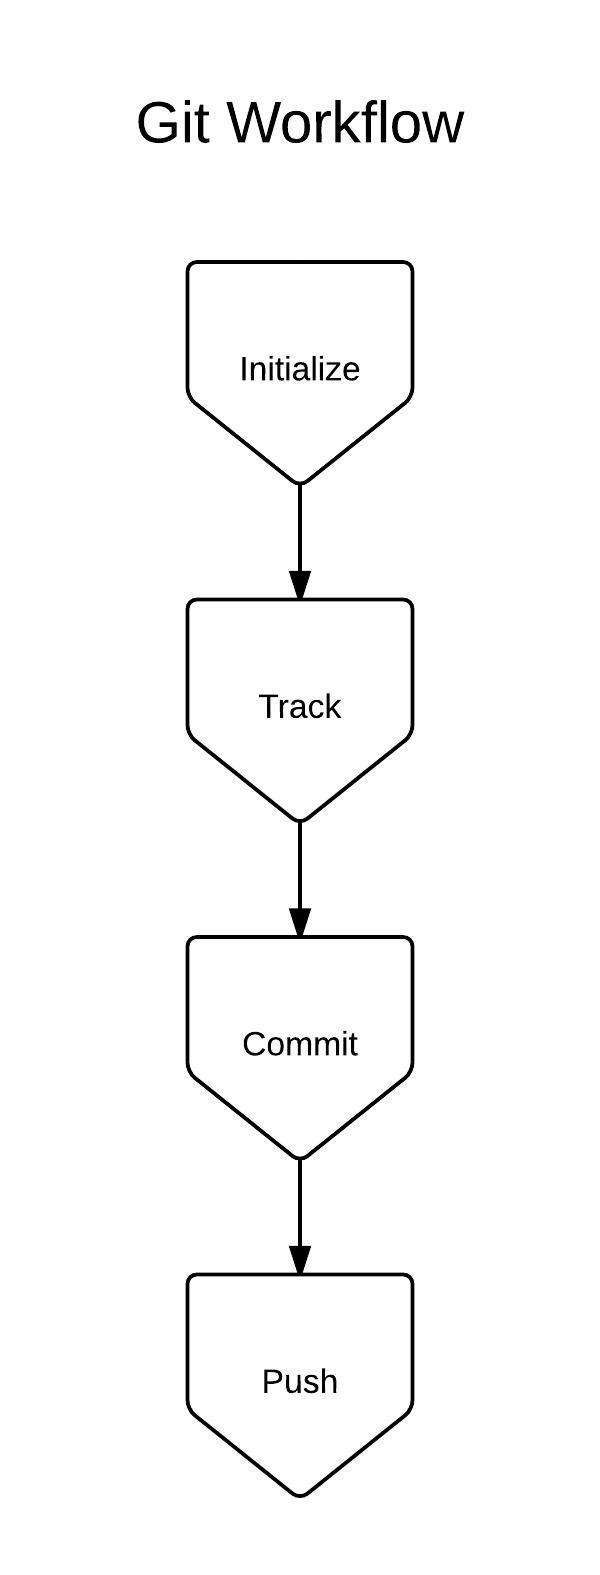 Git Workflow
Initialize
Track
Commit
Push